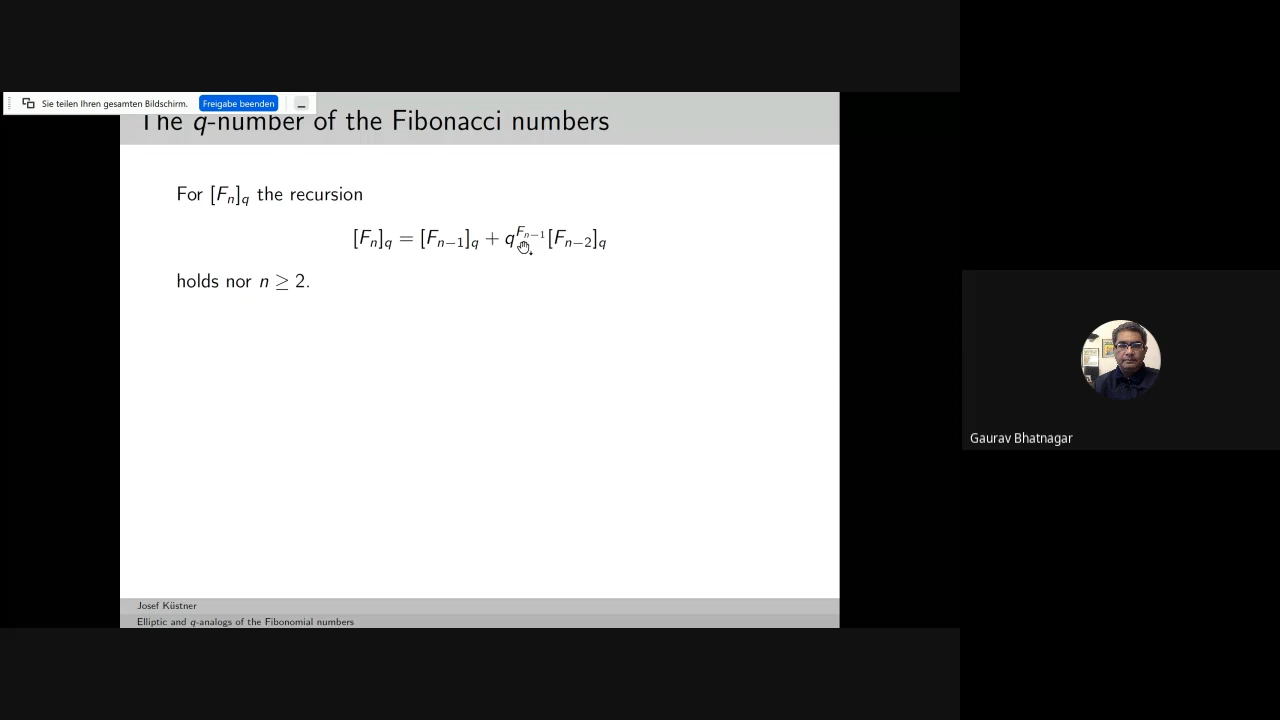 Sie teilen Ihren gesamten Bildschirm. Freigabe beenden
The q-number of the Fibonacci numbers
For [F_n]_q the recursion
[F_n]_q = [F_{n−1}]_q + q^{F_{n−1}}[F_{n−2}]_q
holds nor n ≥ 2.
Gaurav Bhatnagar
Josef Küstner
Elliptic and q-analogs of the Fibonomial numbers